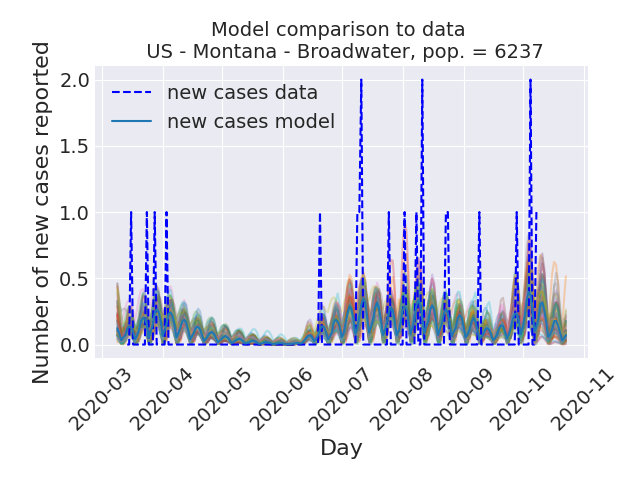 Model comparison to data
US - Montana - Broadwater, pop. = 6237
Number of new cases reported
2.0
1.5
1.0
0.5
0.0
new cases data
new cases model
2020-03
2020-04
2020-05
2020-06
2020-07
2020-08
2020-09
2020-10
2020-11
Day